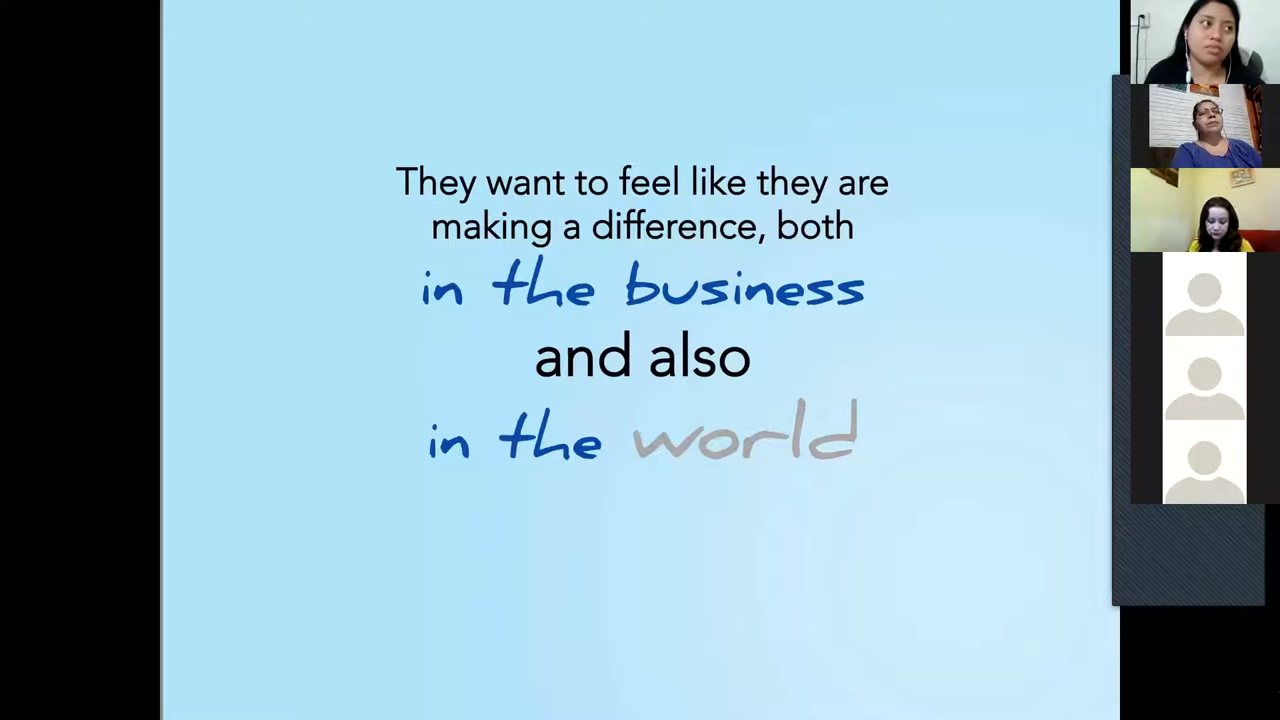 They want to feel like they are
making a difference, both
in the business
and also
in the world